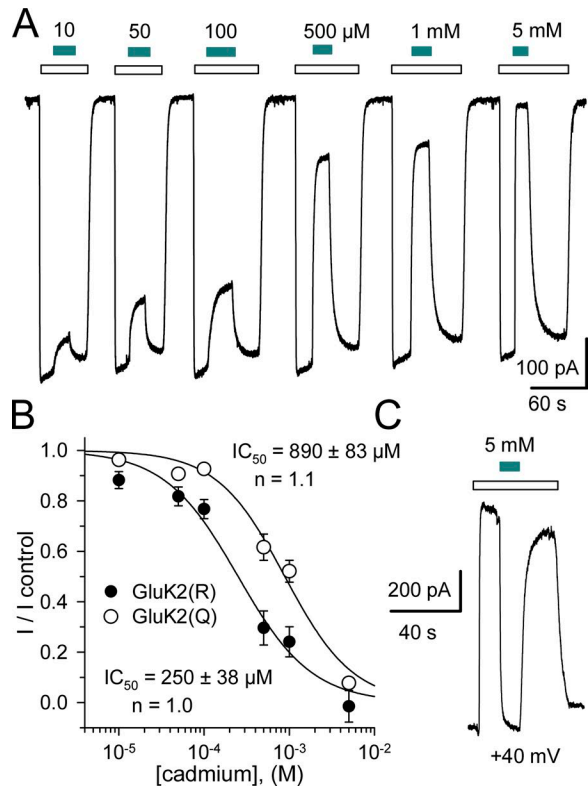 A
10 50 100 500 µM 1 mM 5 mM
100 pA
60 s
B
C
1.0
0.8
0.6
0.4
0.2
0.0
I / I control
IC50 = 890 ± 83 µM
n = 1.1
GluK2(R)
GluK2(Q)
IC50 = 250 ± 38 µM
n = 1.0
10-5 10-4 10-3 10-2
[cadmium], (M)
5 mM
200 pA
40 s
+40 mV